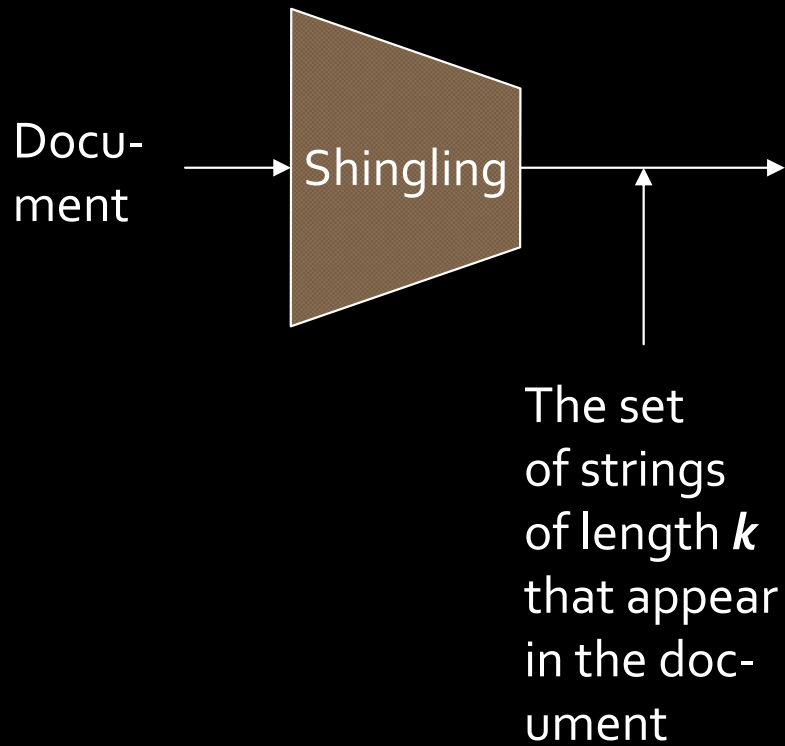 Docu-
ment
Shingling
The set
of strings
of length k
that appear
in the doc-
ument